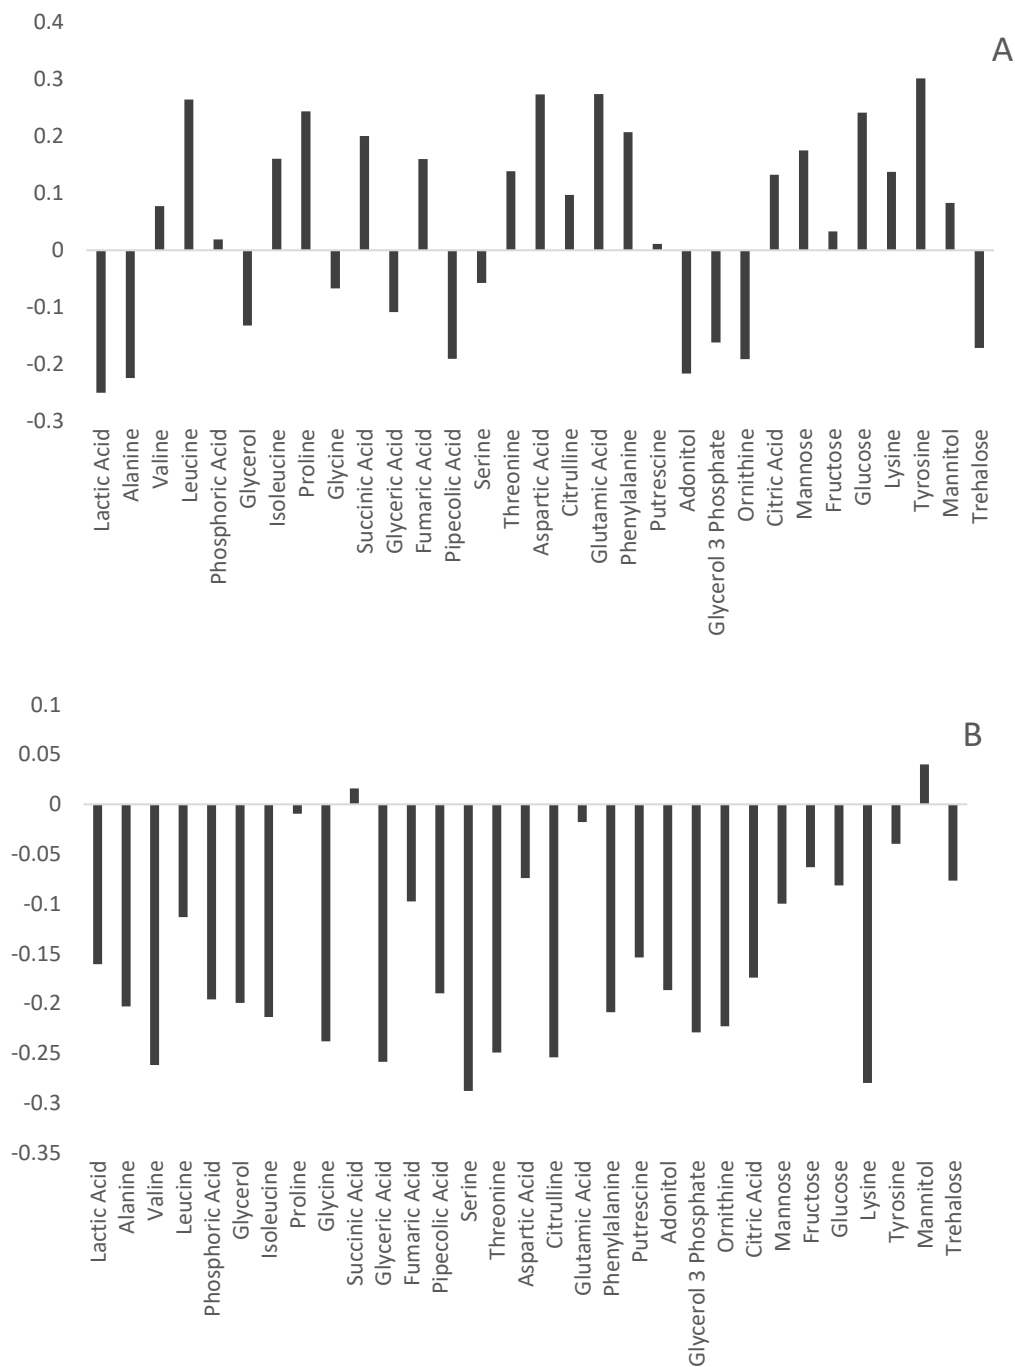 A
0.4
0.3
0.2
0.1
0
-0.1
-0.2
-0.3
Lactic Acid
Alanine
Valine
Leucine
Phosphoric Acid
Glycerol
Isoleucine
Proline
Glycine
Succinic Acid
Glyceric Acid
Fumaric Acid
Pipecolic Acid
Serine
Threonine
Aspartic Acid
Citrulline
Glutamic Acid
Phenylalanine
Putrescine
Adonitol
Glycerol 3 Phosphate
Ornithine
Citric Acid
Mannose
Fructose
Glucose
Lysine
Tyrosine
Mannitol
Trehalose
B
0.1
0.05
0
-0.05
-0.1
-0.15
-0.2
-0.25
-0.3
-0.35
Lactic Acid
Alanine
Valine
Leucine
Phosphoric Acid
Glycerol
Isoleucine
Proline
Glycine
Succinic Acid
Glyceric Acid
Fumaric Acid
Pipecolic Acid
Serine
Threonine
Aspartic Acid
Citrulline
Glutamic Acid
Phenylalanine
Putrescine
Adonitol
Glycerol 3 Phosphate
Ornithine
Citric Acid
Mannose
Fructose
Glucose
Lysine
Tyrosine
Mannitol
Trehalose